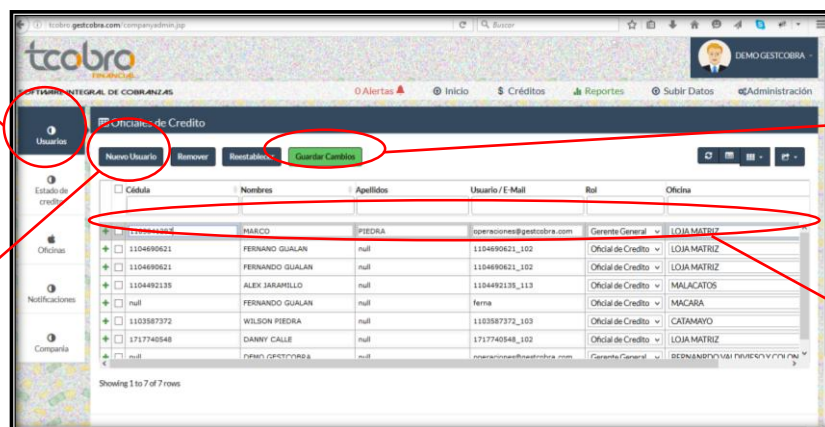 tcobro.gestcobra.com/companyadmin.jsp
Buscar
tcobro
FINANCIAL
SOFTWARE INTEGRAL DE COBRANZAS
DEMO GESTCOBRA
0 Alertas
Inicio
$ Créditos
Reportes
Subir Datos
Administración
Usuarios
Estado de
credito
Oficinas
Notificaciones
Compania
Oficiales de Credito
Nuevo Usuario Remover Reestablecer Guardar Cambios
Cédula Nombres Apellidos Usuario / E-Mail Rol Oficina
MARCO PIEDRA operaciones@gestcobra.com Gerente General LOJA MATRIZ
1104690621 FERNANO GUALAN null 1104690621_102 Oficial de Credito LOJA MATRIZ
1104690621 FERNANDO GUALAN null 1104690621_102 Oficial de Credito LOJA MATRIZ
1104492135 ALEX JARAMILLO null 1104492135_113 Oficial de Credito MALACATOS
null FERNANDO GUALAN null ferna Oficial de Credito MACARA
1103587372 WILSON PIEDRA null 1103587372_103 Oficial de Credito CATAMAYO
1717740548 DANNY CALLE null 1717740548_102 Oficial de Credito LOJA MATRIZ
null DEMO GESTCOBRA null operaciones@gestcobra.com Gerente General BERNANRDO VALDIVIESO Y COLON
Showing 1 to 7 of 7 rows